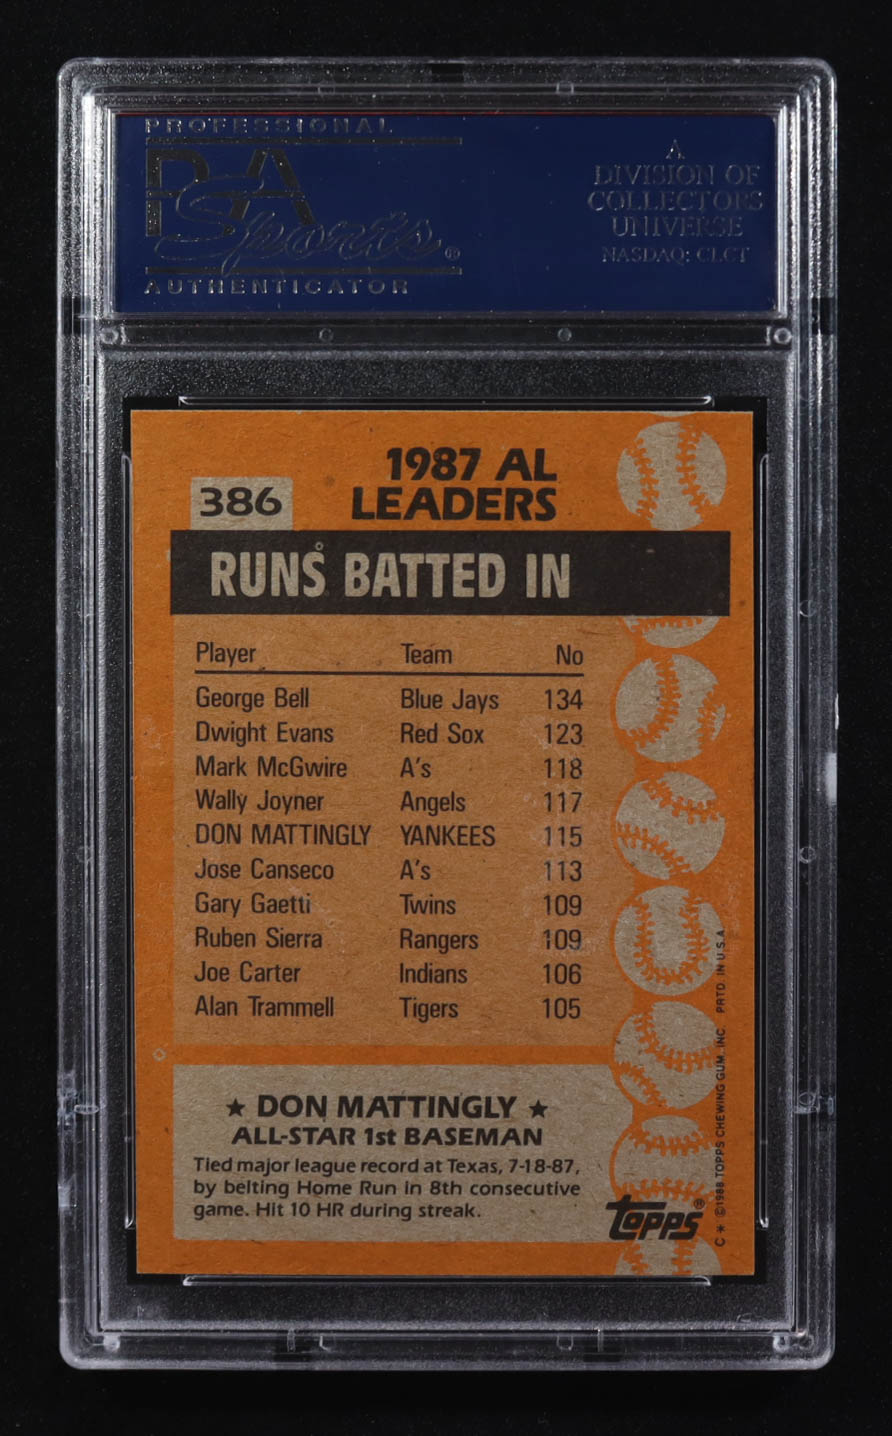 PROFESSIONAL
PSA
Sports®
AUTHENTICATOR
A
DIVISION OF
COLLECTORS
UNIVERSE
NASDAQ: CLCT
386
1987 AL
LEADERS
RUNS BATTED IN
Player Team No
George Bell Blue Jays 134
Dwight Evans Red Sox 123
Mark McGwire A's 118
Wally Joyner Angels 117
DON MATTINGLY YANKEES 115
Jose Canseco A's 113
Gary Gaetti Twins 109
Ruben Sierra Rangers 109
Joe Carter Indians 106
Alan Trammell Tigers 105
★ DON MATTINGLY ★
ALL-STAR 1st BASEMAN
Tied major league record at Texas, 7-18-87,
by belting Home Run in 8th consecutive
game. Hit 10 HR during streak.
Topps®
C * ©1988 TOPPS CHEWING GUM, INC PRTD. IN U.S.A.